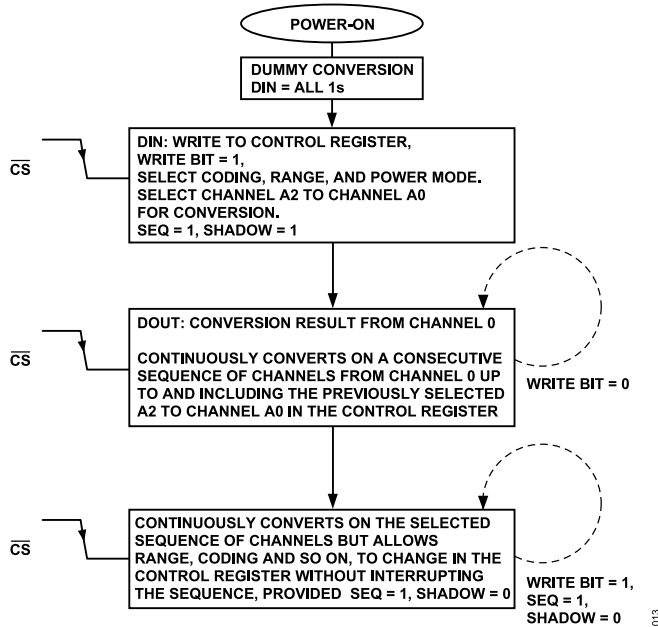 POWER-ON
DUMMY CONVERSION
DIN = ALL 1s
CS
DIN: WRITE TO CONTROL REGISTER,
WRITE BIT = 1,
SELECT CODING, RANGE, AND POWER MODE.
SELECT CHANNEL A2 TO CHANNEL A0
FOR CONVERSION.
SEQ = 1, SHADOW = 1
CS
DOUT: CONVERSION RESULT FROM CHANNEL 0
CONTINUOUSLY CONVERTS ON A CONSECUTIVE
SEQUENCE OF CHANNELS FROM CHANNEL 0 UP
TO AND INCLUDING THE PREVIOUSLY SELECTED
A2 TO CHANNEL A0 IN THE CONTROL REGISTER
WRITE BIT = 0
CS
CONTINUOUSLY CONVERTS ON THE SELECTED
SEQUENCE OF CHANNELS BUT ALLOWS
RANGE, CODING AND SO ON, TO CHANGE IN THE
CONTROL REGISTER WITHOUT INTERRUPTING
THE SEQUENCE, PROVIDED SEQ = 1, SHADOW = 0
WRITE BIT = 1,
SEQ = 1,
SHADOW = 0
013